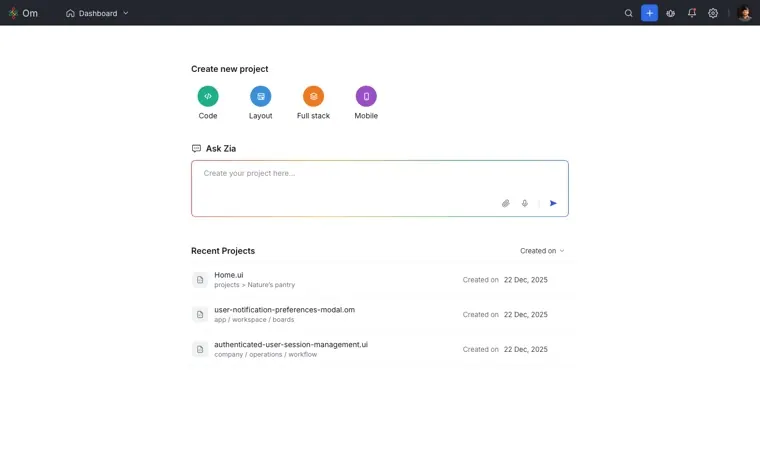 Om
Dashboard
Create new project
Code
Layout
Full stack
Mobile
Ask Zia
Create your project here...
Recent Projects
Created on
Home.ui
projects > Nature's pantry
Created on 22 Dec, 2025
user-notification-preferences-modal.om
app / workspace / boards
Created on 22 Dec, 2025
authenticated-user-session-management.ui
company / operations / workflow
Created on 22 Dec, 2025